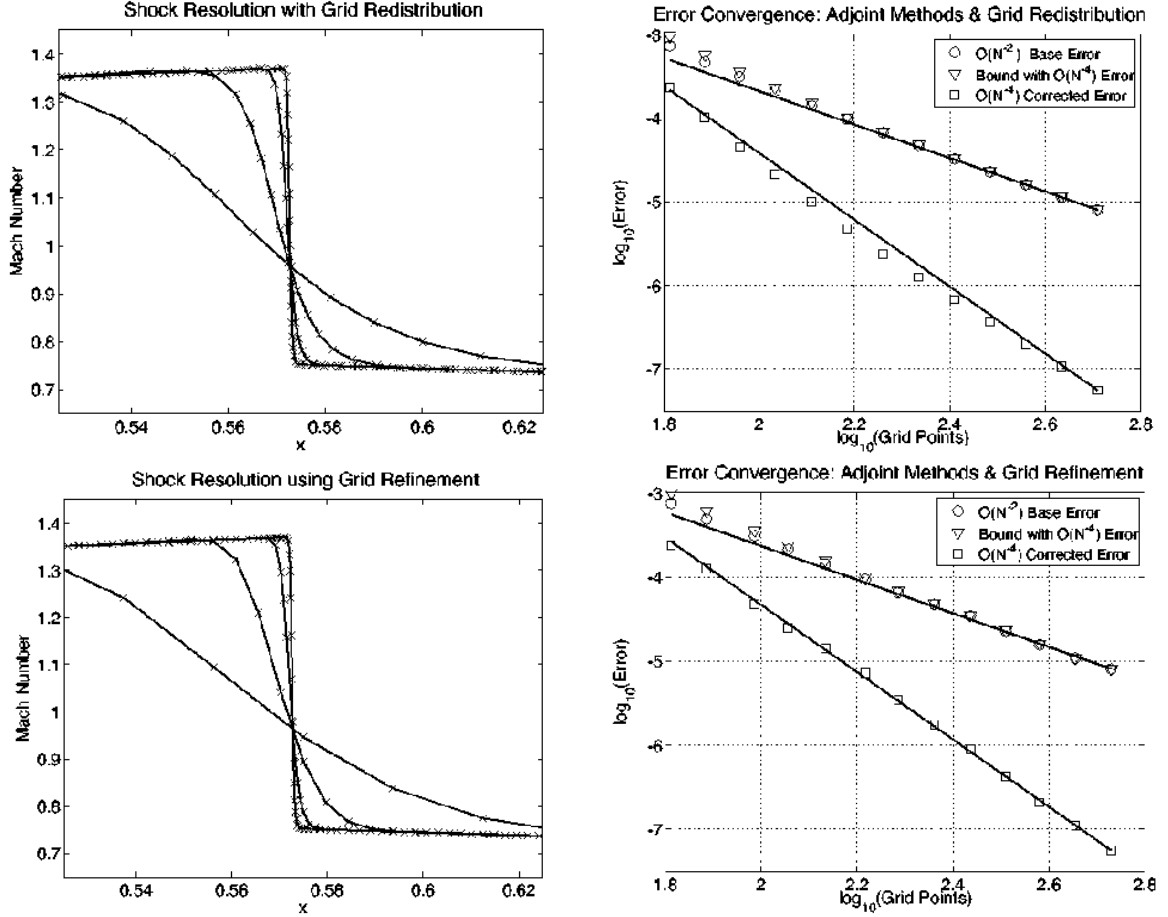 Shock Resolution with Grid Redistribution
1.4
1.3
1.2
1.1
1
0.9
0.8
0.7
Mach Number
0.54
0.56
0.58
0.6
0.62
x
Error Convergence: Adjoint Methods & Grid Redistribution
-3
-4
-5
-6
-7
log10(Error)
O(N^-2) Base Error
Bound with O(N^-4) Error
O(N^-4) Corrected Error
1.8
2
2.2
2.4
2.6
2.8
log10(Grid Points)
Shock Resolution using Grid Refinement
1.4
1.3
1.2
1.1
1
0.9
0.8
0.7
Mach Number
0.54
0.56
0.58
0.6
0.62
x
Error Convergence: Adjoint Methods & Grid Refinement
-3
-4
-5
-6
-7
log10(Error)
O(N^-2) Base Error
Bound with O(N^-4) Error
O(N^-4) Corrected Error
1.8
2
2.2
2.4
2.6
2.8
log10(Grid Points)